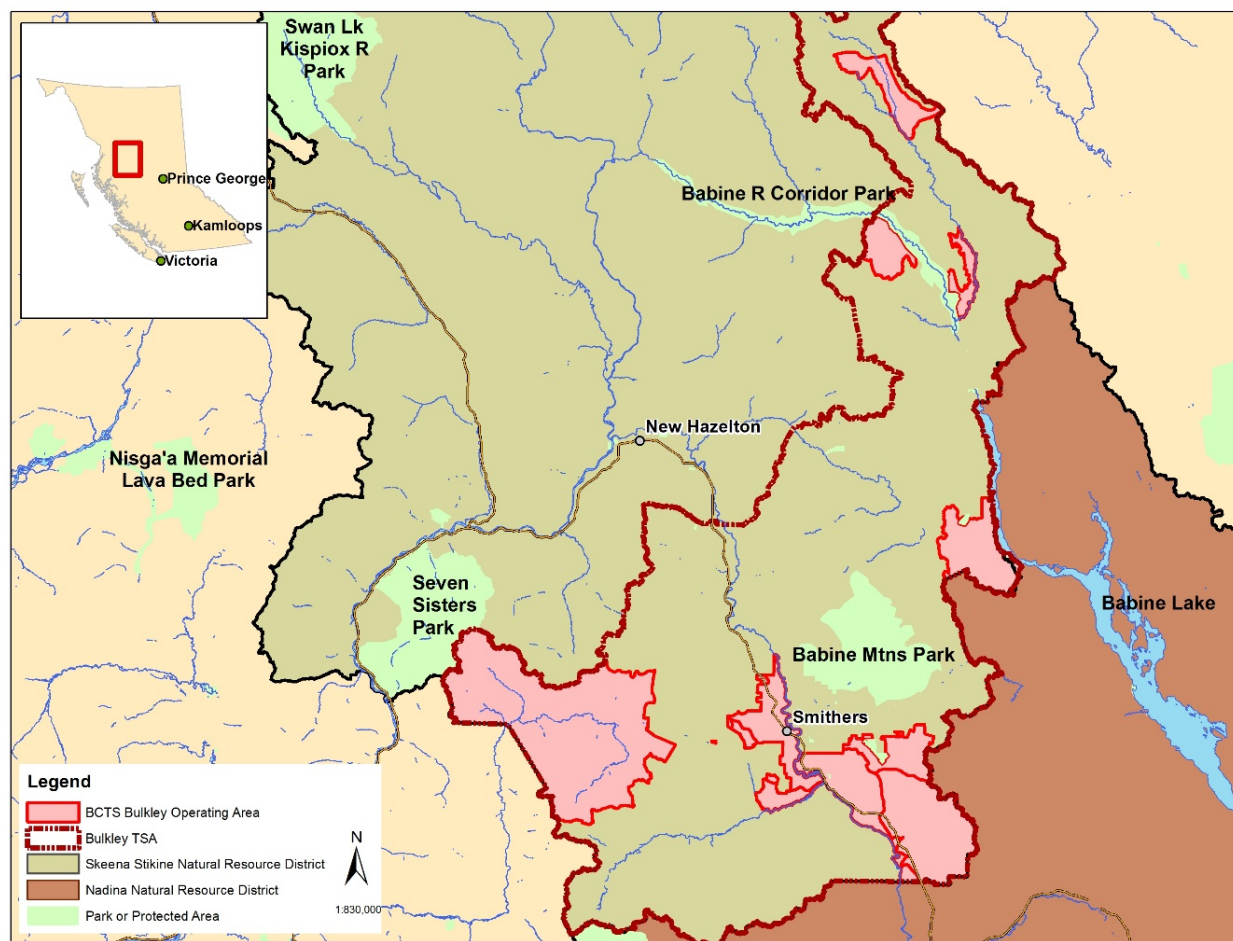 Swan Lk
Kispiox R
Park
Prince George
Kamloops
Victoria
Babine R Corridor Park
New Hazelton
Nisga'a Memorial
Lava Bed Park
Seven
Sisters
Park
Babine Lake
Babine Mtns Park
Smithers
Legend
BCTS Bulkley Operating Area
Bulkley TSA
Skeena Stikine Natural Resource District
Nadina Natural Resource District
Park or Protected Area
N
1:830,000